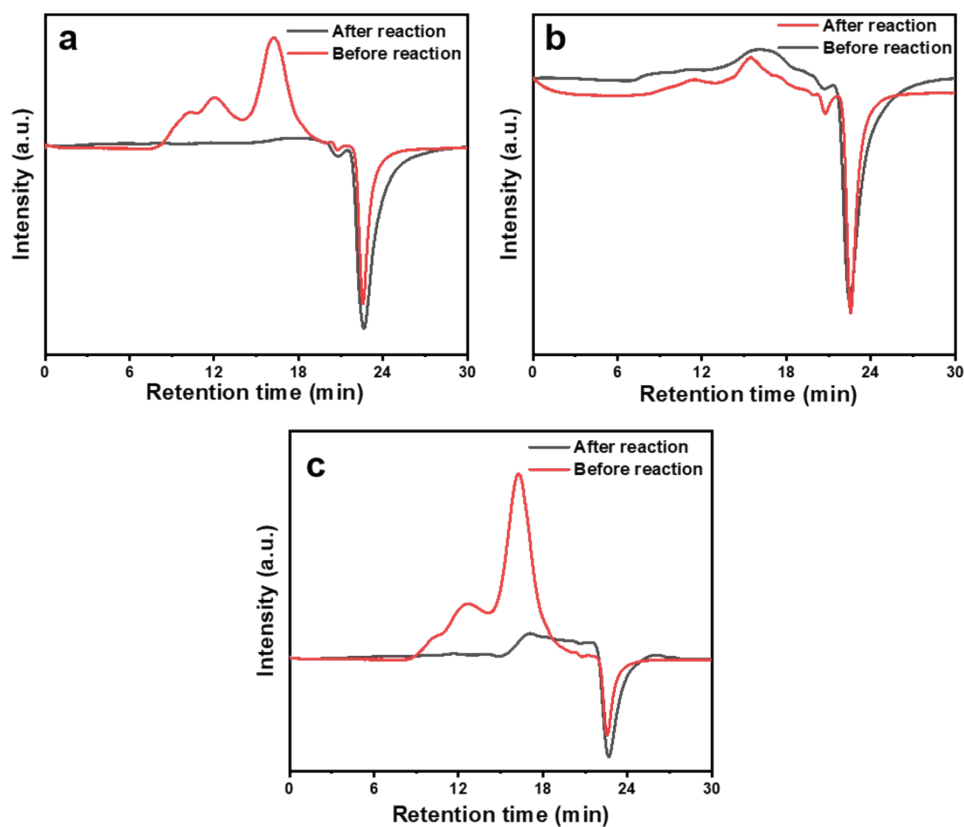 a
After reaction
Before reaction
Intensity (a.u.)
0 6 12 18 24 30
Retention time (min)
b
After reaction
Before reaction
Intensity (a.u.)
0 6 12 18 24 30
Retention time (min)
c
After reaction
Before reaction
Intensity (a.u.)
0 6 12 18 24 30
Retention time (min)